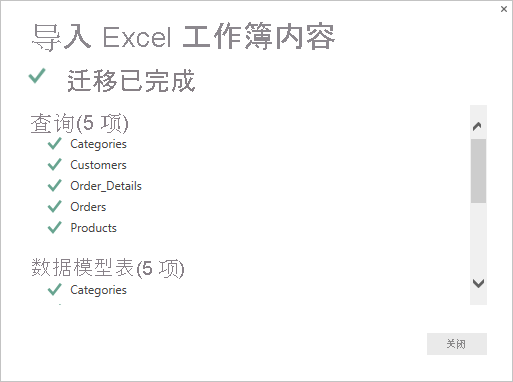 导入 Excel 工作簿内容
迁移已完成
查询(5 项)
Categories
Customers
Order_Details
Orders
Products
数据模型表(5 项)
Categories
关闭